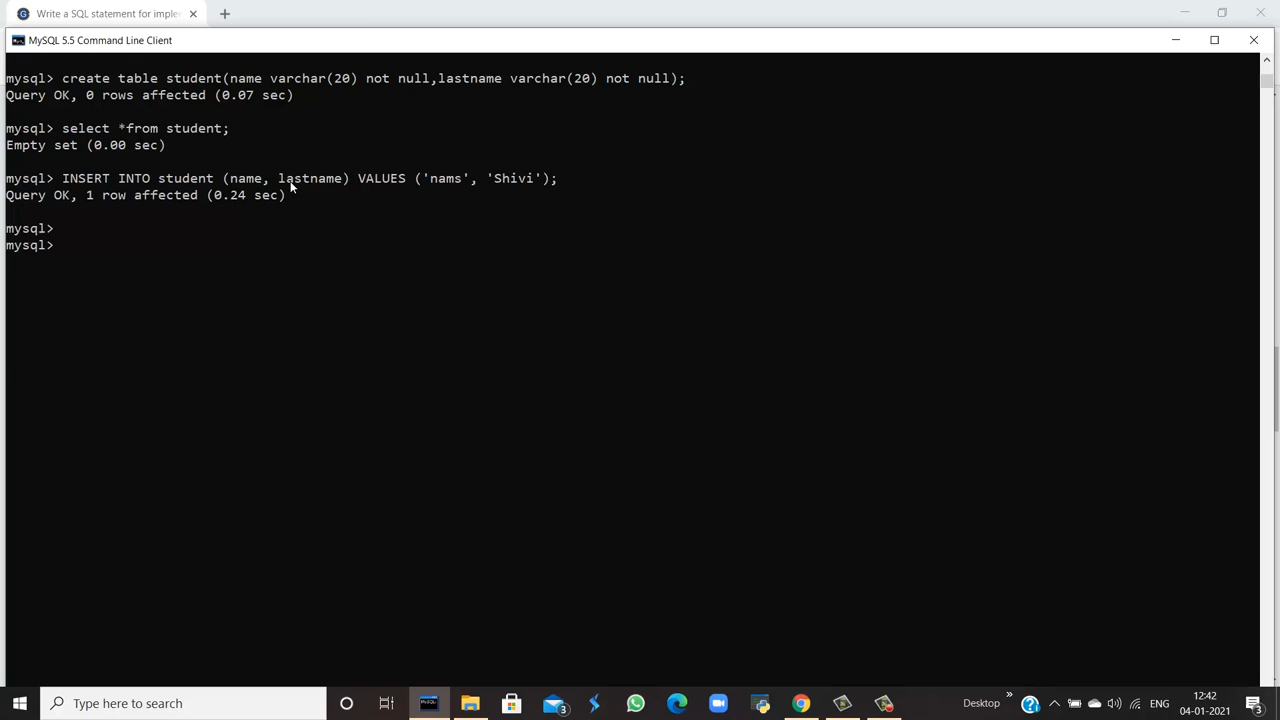 Write a SQL statement for imple
MySQL 5.5 Command Line Client
mysql> create table student(name varchar(20) not null,lastname varchar(20) not null);
Query OK, 0 rows affected (0.07 sec)
mysql> select *from student;
Empty set (0.00 sec)
mysql> INSERT INTO student (name, lastname) VALUES ('nams', 'Shivi');
Query OK, 1 row affected (0.24 sec)
mysql>
mysql>
Type here to search
3
Desktop
»
ENG
12:42
04-01-2021
3